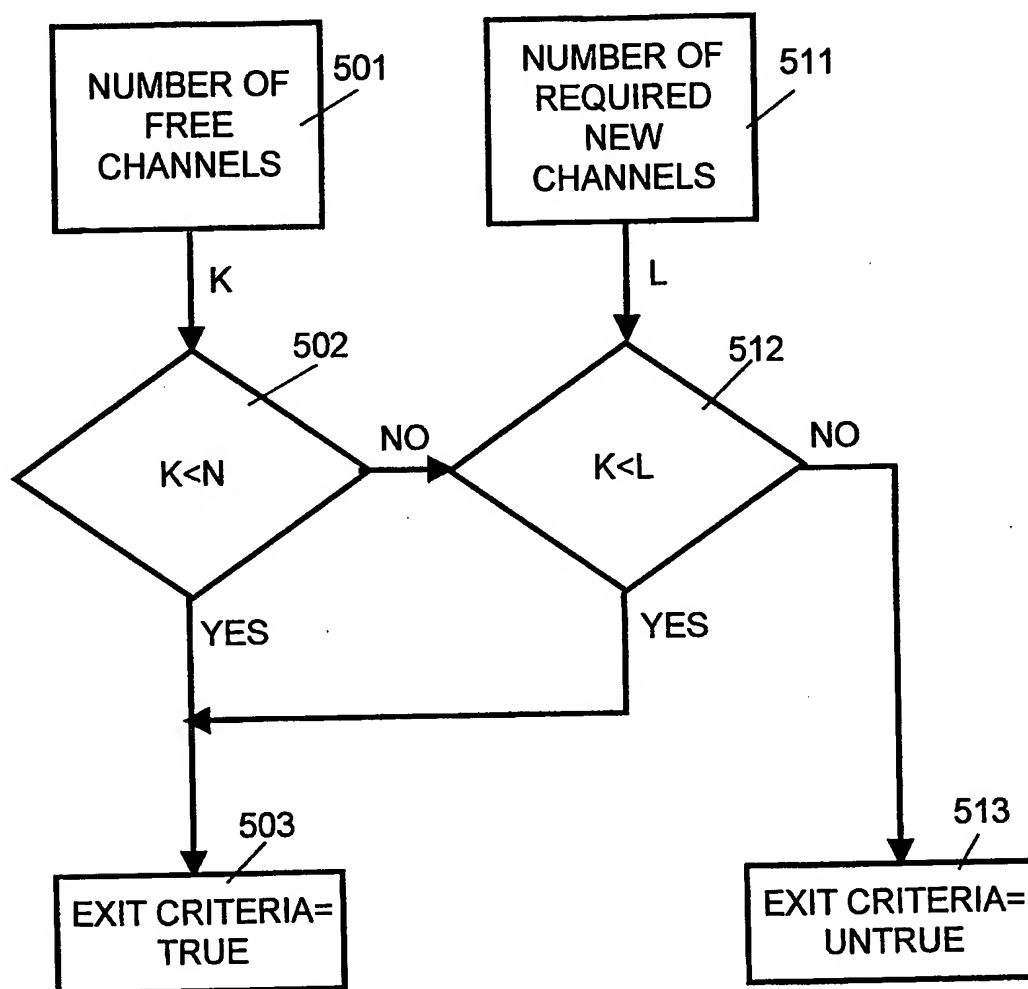 NUMBER OF
FREE
CHANNELS
501
NUMBER OF
REQUIRED
NEW
CHANNELS
511
K
L
502
512
K<N
NO
K<L
NO
YES
YES
503
513
EXIT CRITERIA=
TRUE
EXIT CRITERIA=
UNTRUE